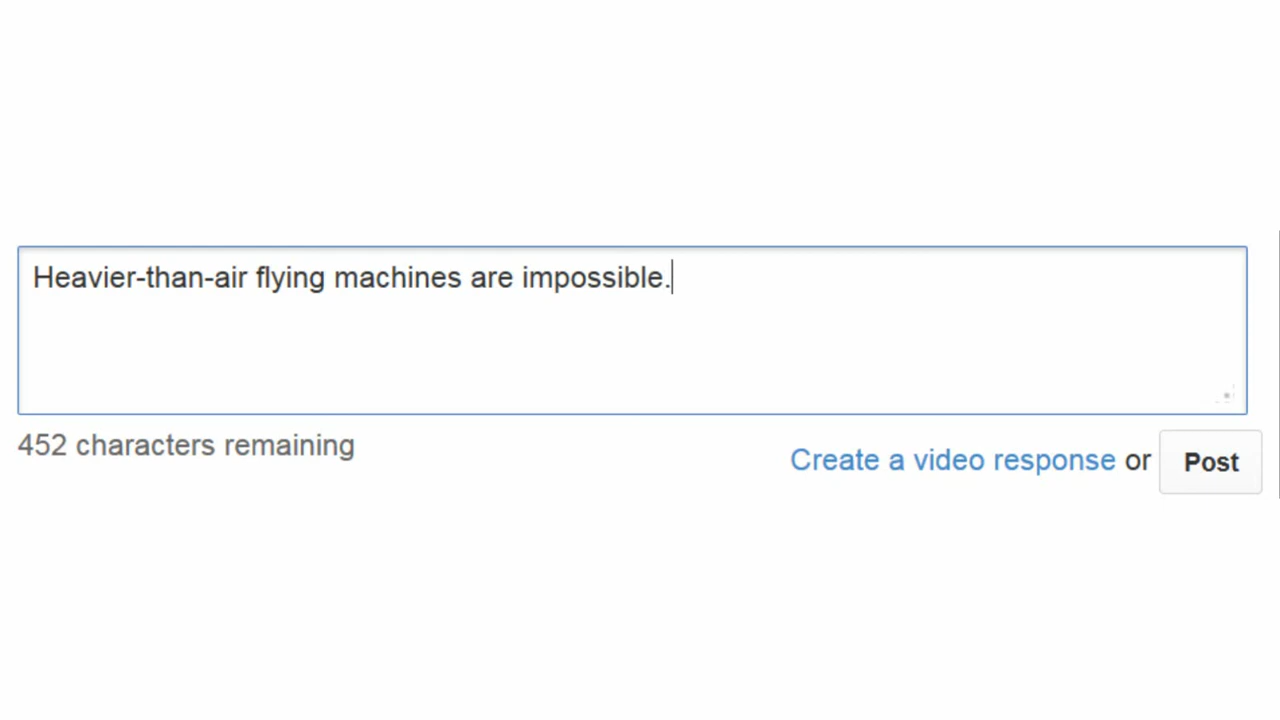 Heavier-than-air flying machines are impossible.
452 characters remaining
Create a video response or Post